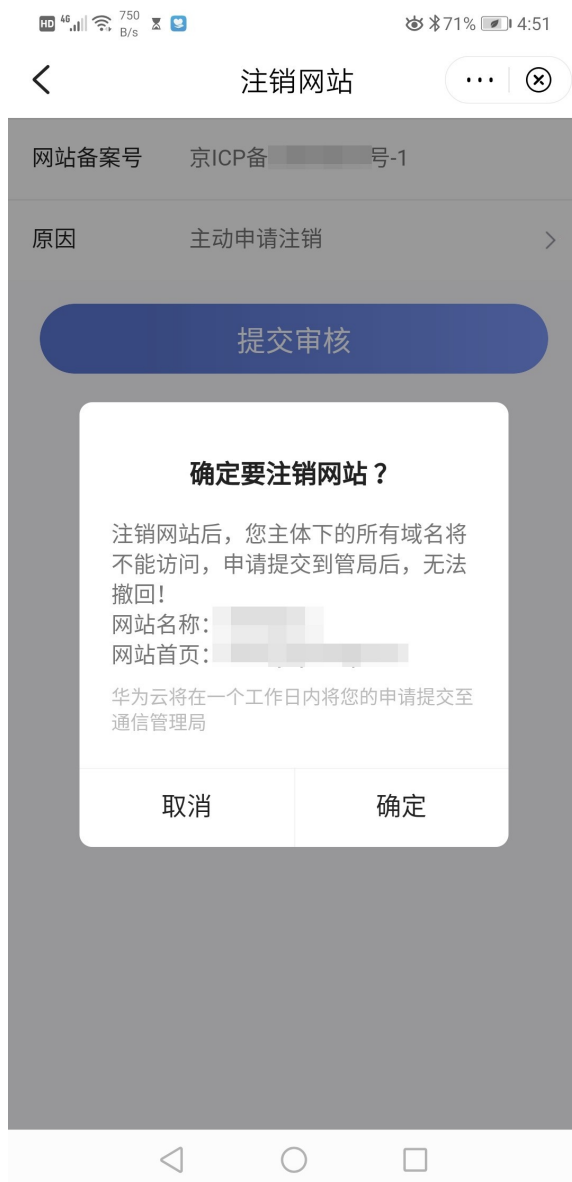 HD 4G 750 B/s 71% 4:51
注销网站
网站备案号 京ICP备 号-1
原因 主动申请注销
提交审核
确定要注销网站？
注销网站后，您主体下的所有域名将
不能访问，申请提交到管局后，无法
撤回！
网站名称：
网站首页：
华为云将在一个工作日内将您的申请提交至
通信管理局
取消 确定